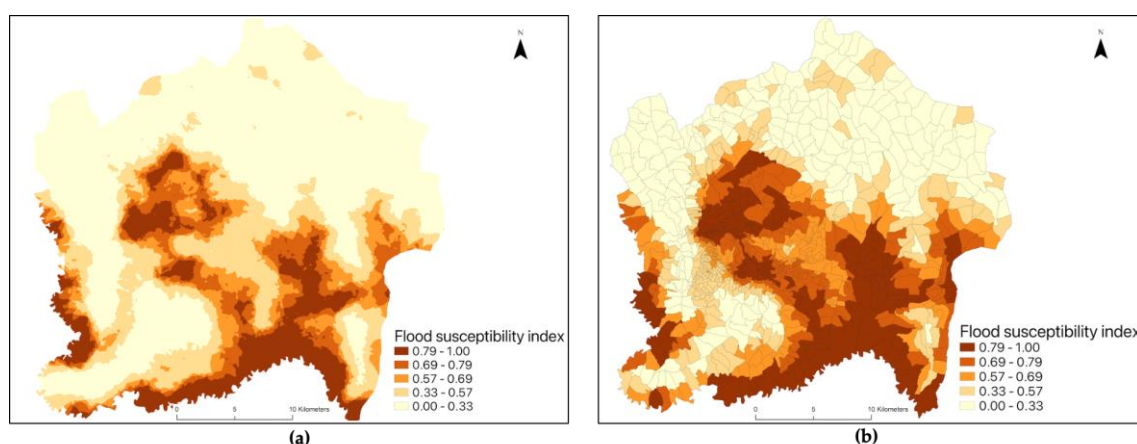 N
Flood susceptibility index
0.79 - 1.00
0.69 - 0.79
0.57 - 0.69
0.33 - 0.57
0.00 - 0.33
0 5 10 Kilometers
(a)
N
Flood susceptibility index
0.79 - 1.00
0.69 - 0.79
0.57 - 0.69
0.33 - 0.57
0.00 - 0.33
0 5 10 Kilometers
(b)